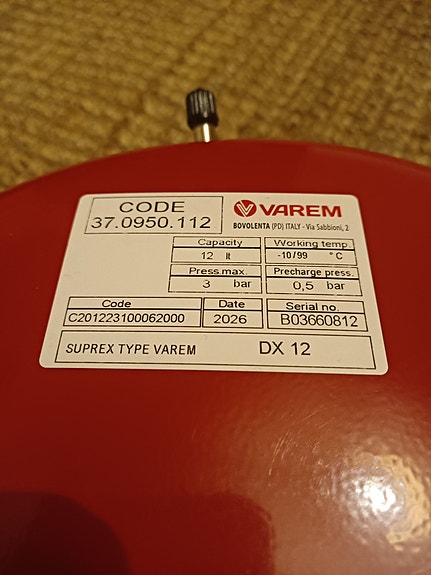 CODE
37.0950.112
VAREM
BOVOLENTA (PD) ITALY - Via Sabbioni, 2
Capacity
12 lt
Working temp
-10/99 °C
Press.max.
3 bar
Precharge press.
0,5 bar
Code
C201223100062000
Date
2026
Serial no.
B03660812
SUPREX TYPE VAREM DX 12